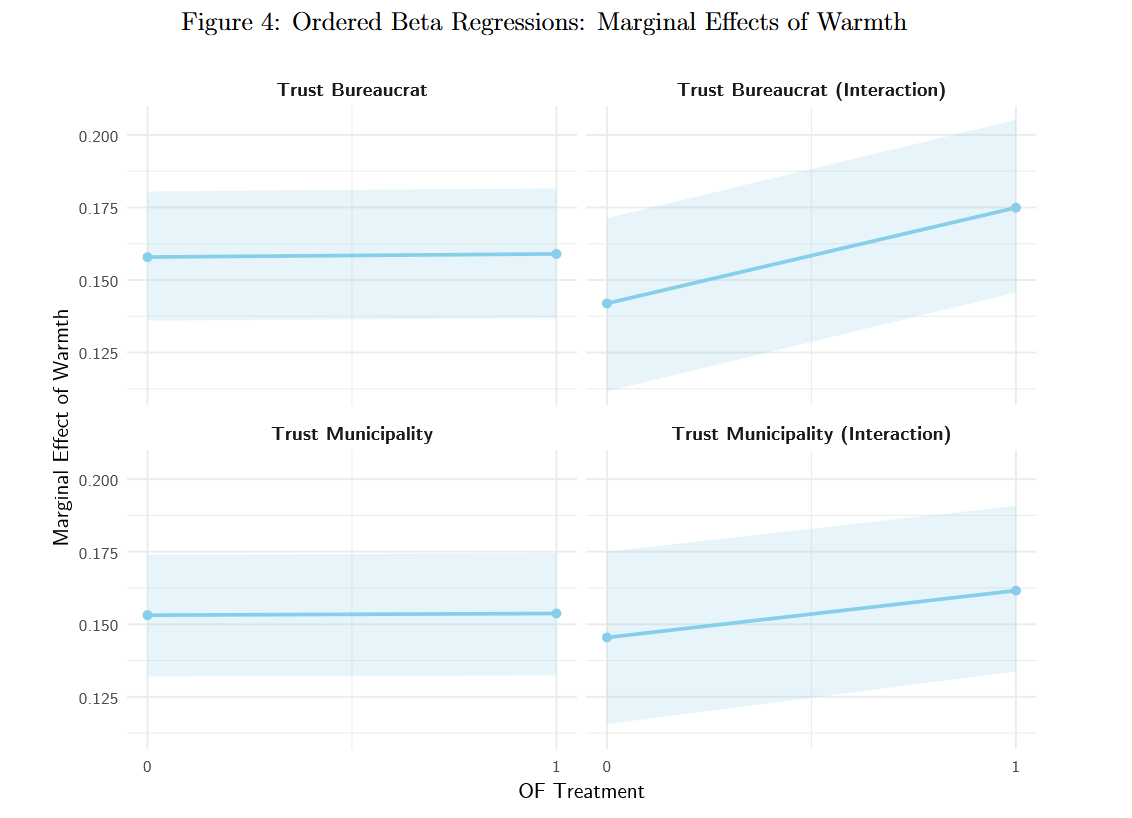 Figure 4: Ordered Beta Regressions: Marginal Effects of Warmth
Trust Bureaucrat
Trust Bureaucrat (Interaction)
0.200
0.175
0.150
0.125
Trust Municipality
Trust Municipality (Interaction)
0.200
0.175
0.150
0.125
Marginal Effect of Warmth
0
1
0
1
OF Treatment